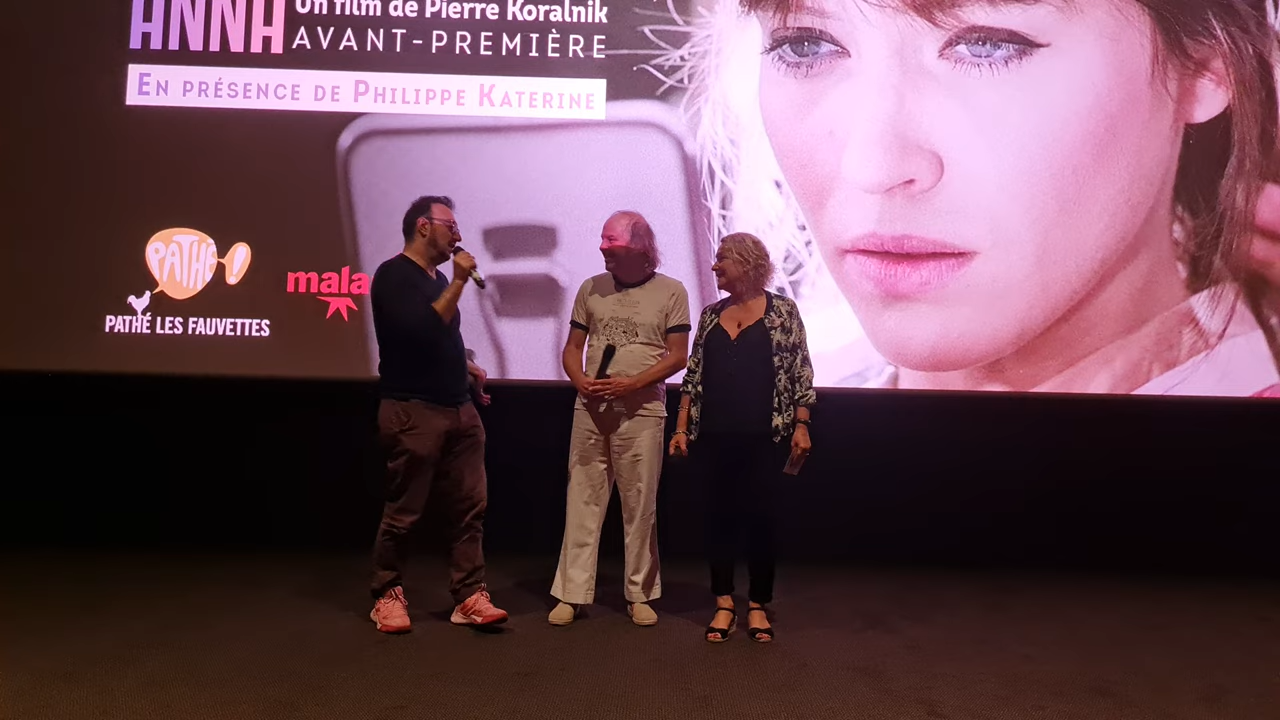 ANNA
Un film de Pierre Koralnik
AVANT-PREMIÈRE
EN PRÉSENCE DE PHILIPPE KATERINE
PATHÉ!
PATHÉ LES FAUVETTES
mala